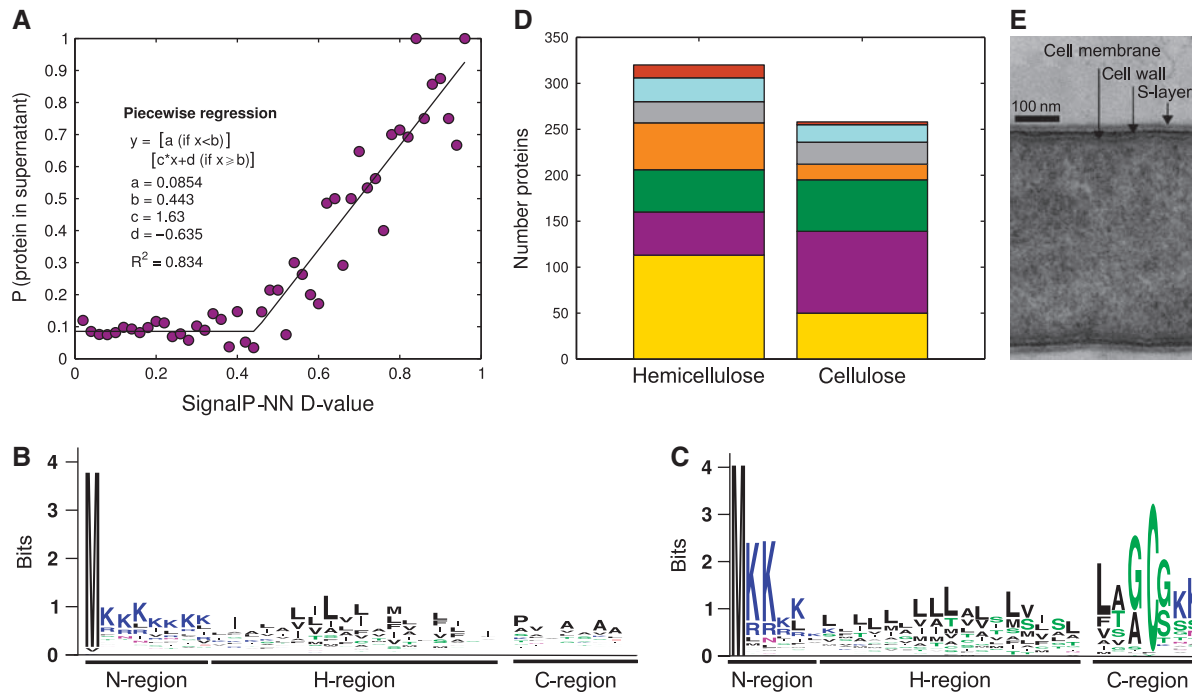 A
P (protein in supernatant)
1
0.9
0.8
0.7
0.6
0.5
0.4
0.3
0.2
0.1
0
Piecewise regression
y = [a (if x<b)]
[c*x+d (if x≥b)]
a = 0.0854
b = 0.443
c = 1.63
d = −0.635
R² = 0.834
0 0.2 0.4 0.6 0.8 1
SignalP-NN D-value
D
Number proteins
350
300
250
200
150
100
50
0
Hemicellulose Cellulose
E
Cell membrane
Cell wall
S-layer
100 nm
B
Bits
4
3
2
1
0
N-region H-region C-region
C
Bits
4
3
2
1
0
N-region H-region C-region